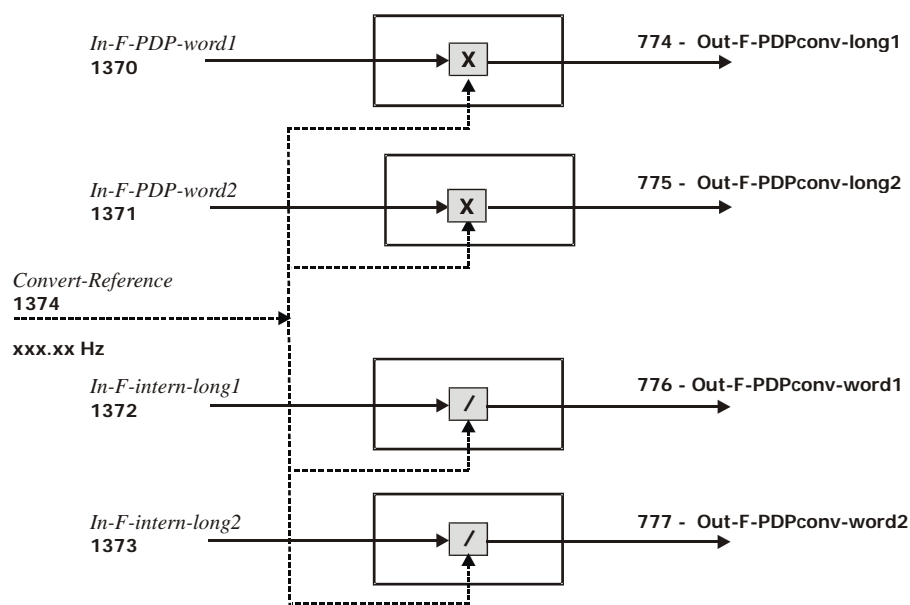 In-F-PDP-word1
1370
X
774 - Out-F-PDPconv-long1
In-F-PDP-word2
1371
X
775 - Out-F-PDPconv-long2
Convert-Reference
1374
xxx.xx Hz
In-F-intern-long1
1372
/
776 - Out-F-PDPconv-word1
In-F-intern-long2
1373
/
777 - Out-F-PDPconv-word2